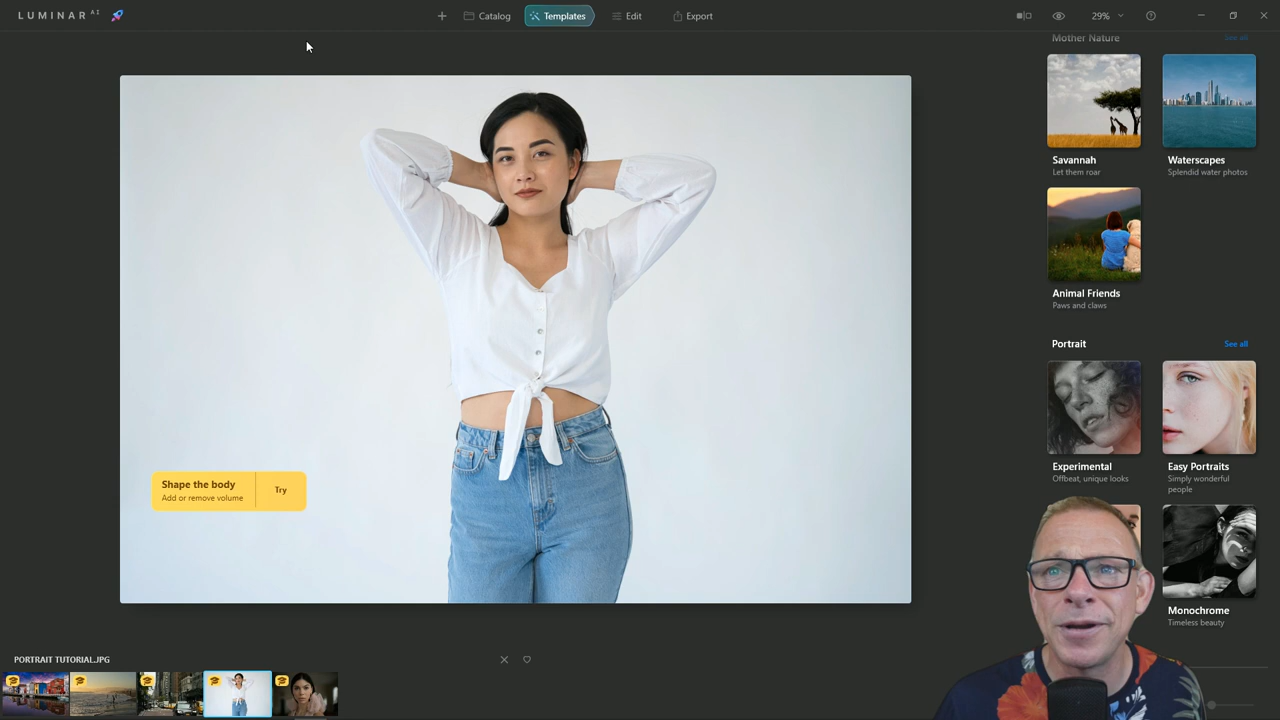 LUMINAR AI
Catalog
Templates
Edit
Export
29%
Mother Nature
See all
Savannah
Let them roar
Waterscapes
Splendid water photos
Animal Friends
Paws and claws
Portrait
See all
Experimental
Offbeat, unique looks
Easy Portraits
Simply wonderful
people
Monochrome
Timeless beauty
Shape the body
Add or remove volume
Try
PORTRAIT TUTORIAL.JPG